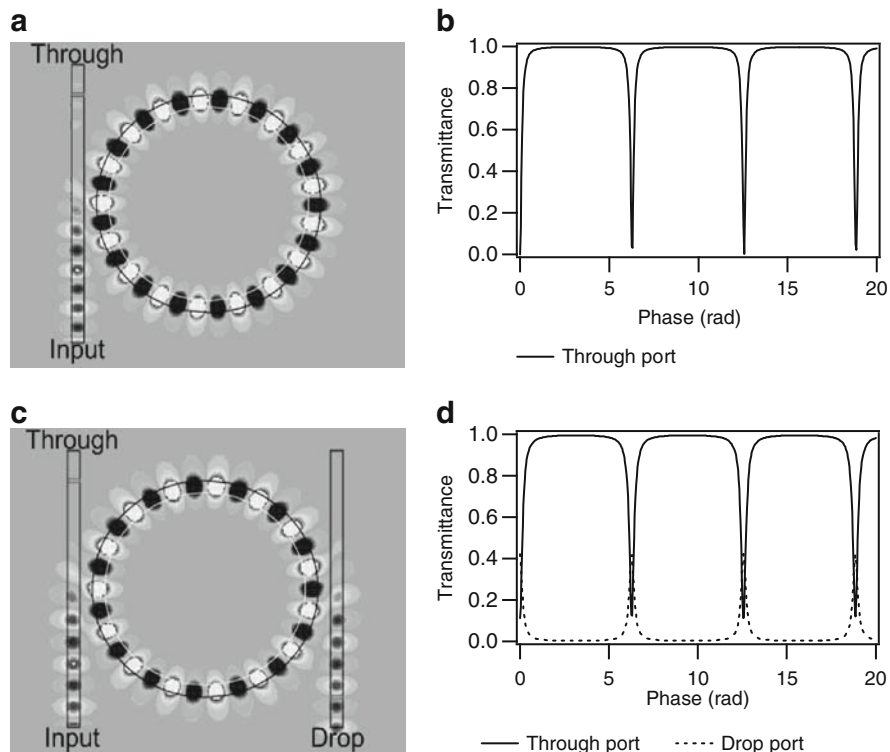 a
Through
Input
b
1.0
0.8
0.6
0.4
0.2
0.0
Transmittance
0 5 10 15 20
Phase (rad)
Through port
c
Through
Input Drop
d
1.0
0.8
0.6
0.4
0.2
0.0
Transmittance
0 5 10 15 20
Phase (rad)
Through port Drop port